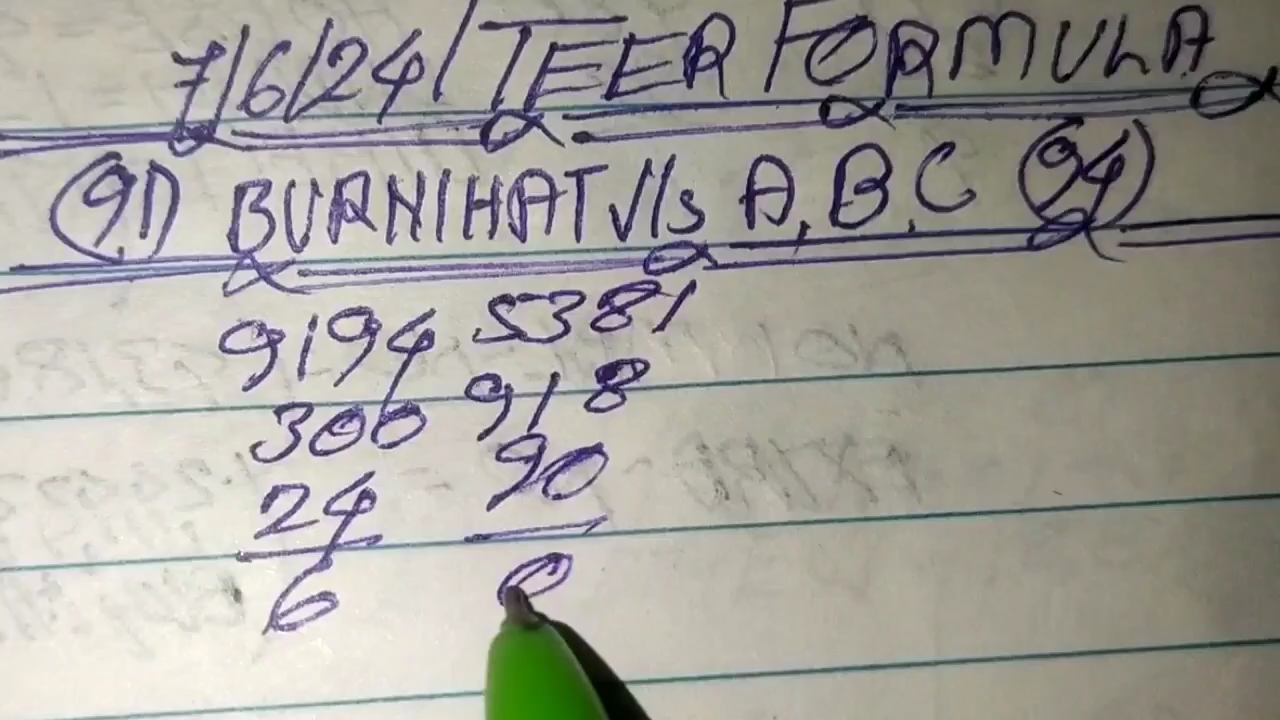 7/6/24/TEER FORMULA
(91) BURNIHAT V/s A,B,C (94)
9194 5381
300 918
24 90
6 0